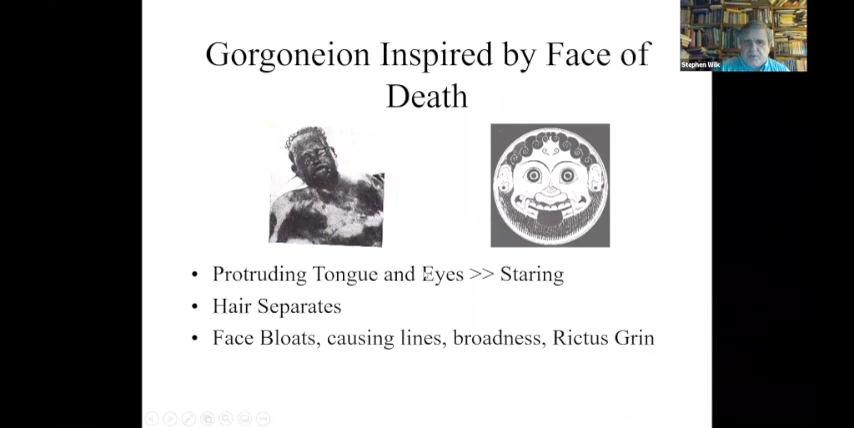 Gorgoneion Inspired by Face of
Death
Stephen Wilk
• Protruding Tongue and Eyes >> Staring
• Hair Separates
• Face Bloats, causing lines, broadness, Rictus Grin